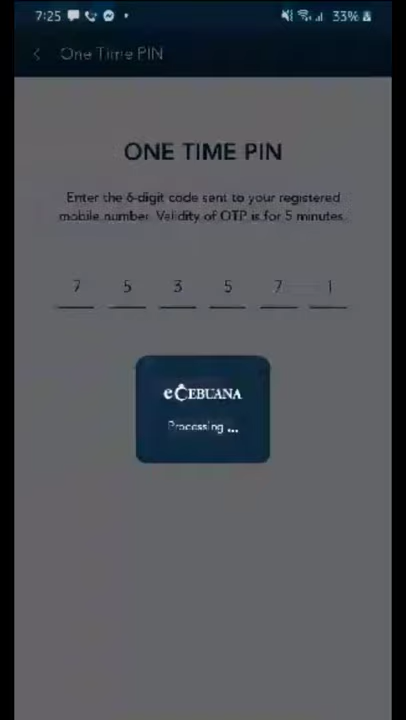 7:25
33%
One Time PIN
ONE TIME PIN
Enter the 6-digit code sent to your registered
mobile number. Validity of OTP is for 5 minutes.
7 5 3 5 7 1
eCEBUANA
Processing ...